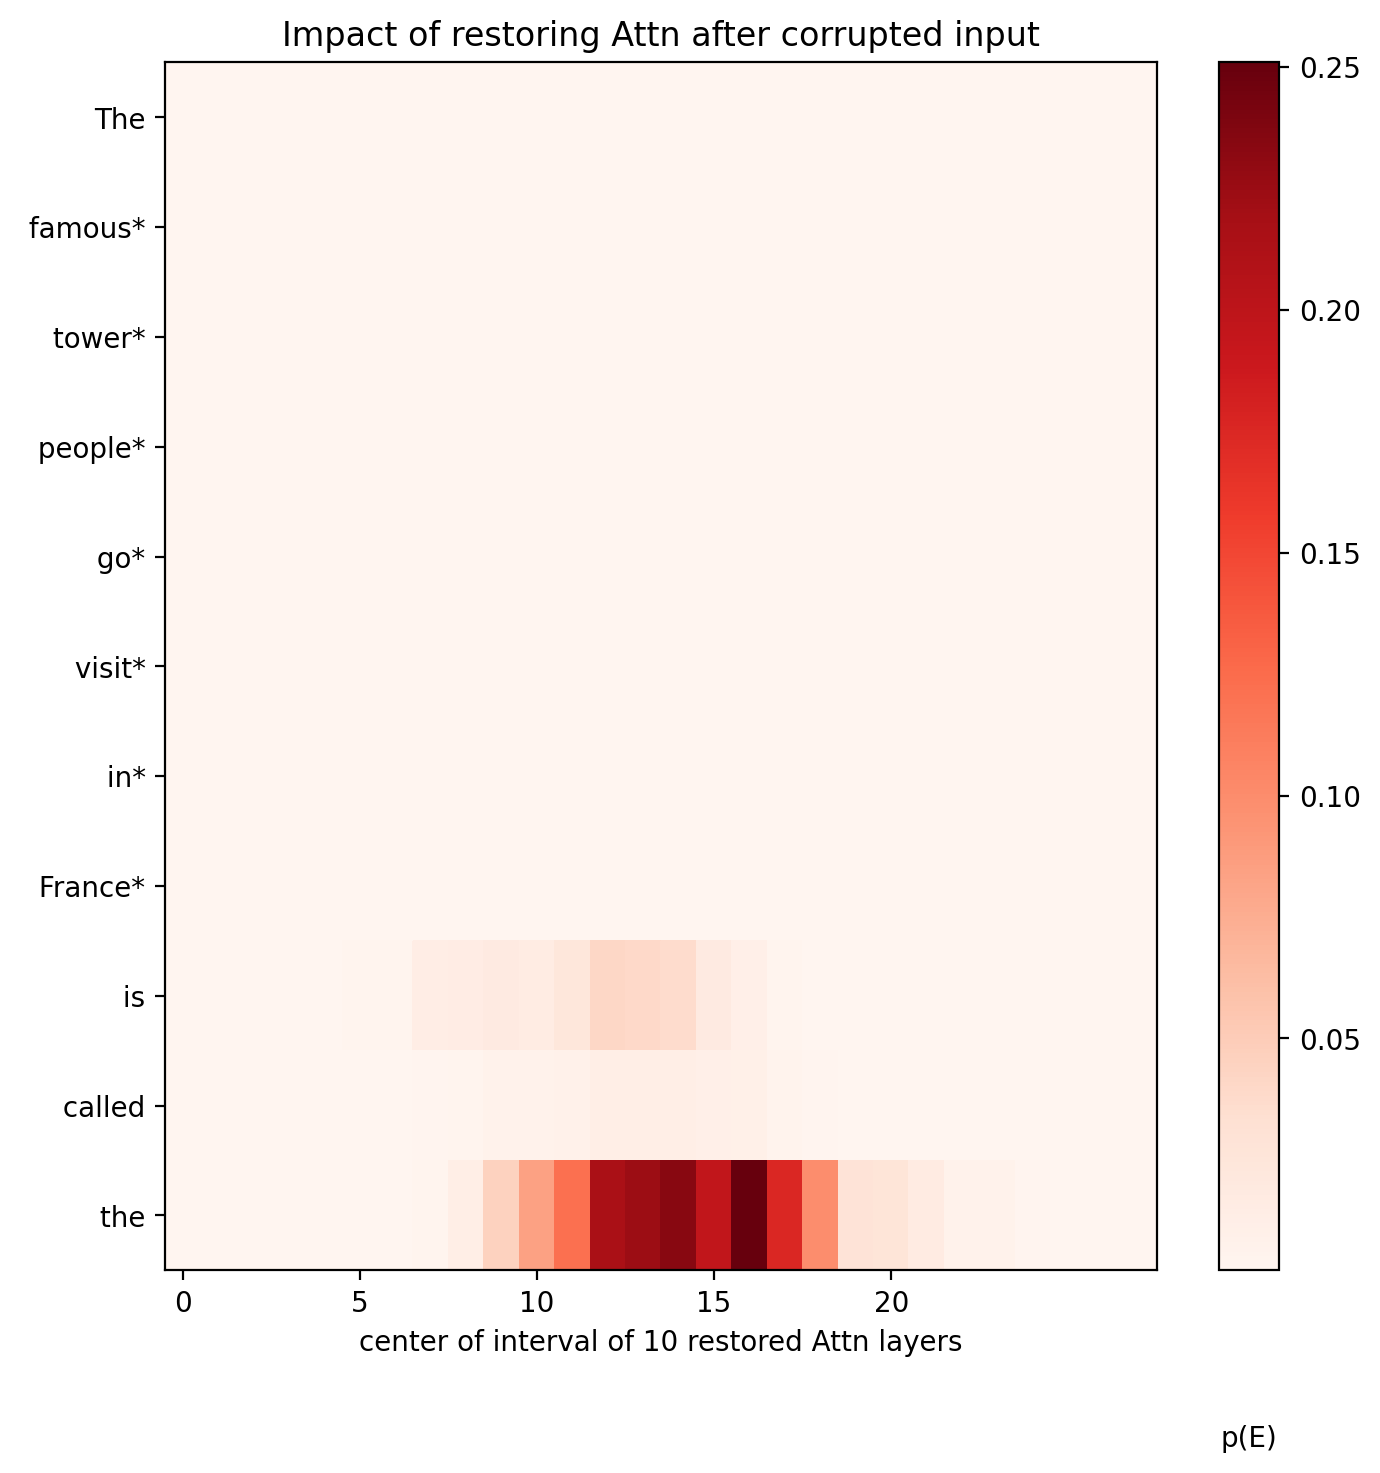 Impact of restoring Attn after corrupted input
The
famous*
tower*
people*
go*
visit*
in*
France*
is
called
the
0 5 10 15 20
center of interval of 10 restored Attn layers
0.25
0.20
0.15
0.10
0.05
p(E)